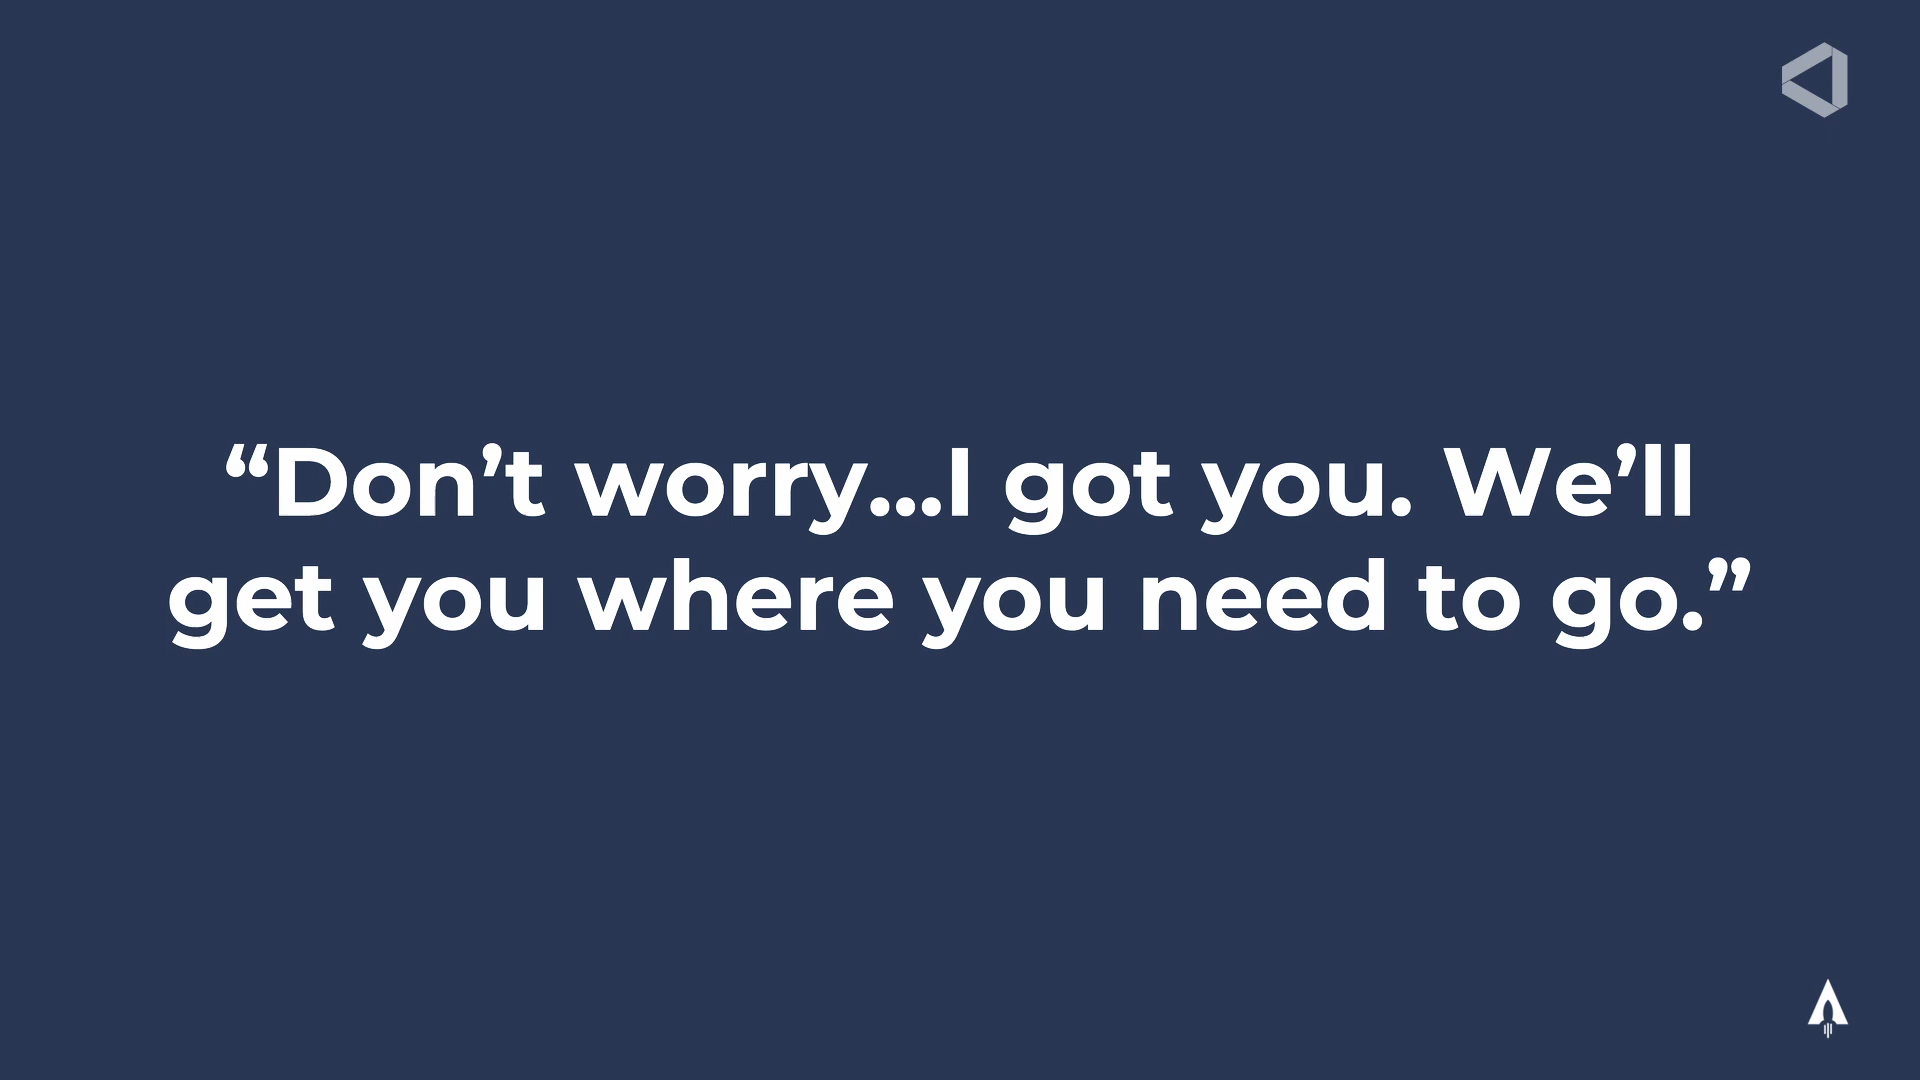 “Don’t worry...I got you. We’ll
get you where you need to go.”